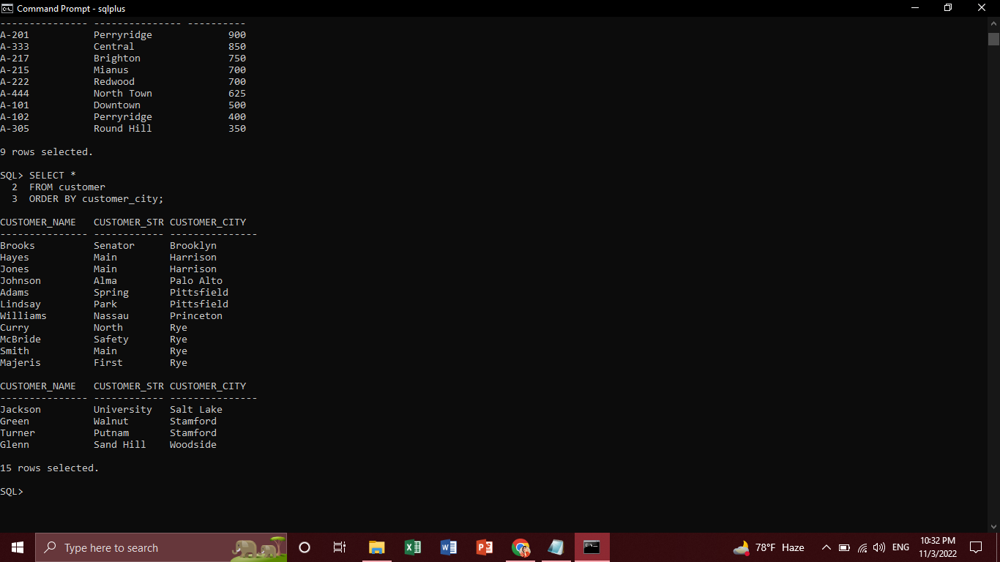 Command Prompt - sqlplus
--------------- --------------- ----------
A-201           Perryridge             900
A-333           Central                850
A-217           Brighton               750
A-215           Mianus                 700
A-222           Redwood                700
A-444           North Town             625
A-101           Downtown               500
A-102           Perryridge             400
A-305           Round Hill             350
9 rows selected.
SQL> SELECT *
  2  FROM customer
  3  ORDER BY customer_city;
CUSTOMER_NAME   CUSTOMER_STR CUSTOMER_CITY
--------------- ------------ ---------------
Brooks          Senator      Brooklyn
Hayes           Main         Harrison
Jones           Main         Harrison
Johnson         Alma         Palo Alto
Adams           Spring       Pittsfield
Lindsay         Park         Pittsfield
Williams        Nassau       Princeton
Curry           North        Rye
McBride         Safety       Rye
Smith           Main         Rye
Majeris         First        Rye
CUSTOMER_NAME   CUSTOMER_STR CUSTOMER_CITY
--------------- ------------ ---------------
Jackson         University   Salt Lake
Green           Walnut       Stamford
Turner          Putnam       Stamford
Glenn           Sand Hill    Woodside
15 rows selected.
SQL>
Type here to search
78°F Haze
ENG
10:32 PM
11/3/2022